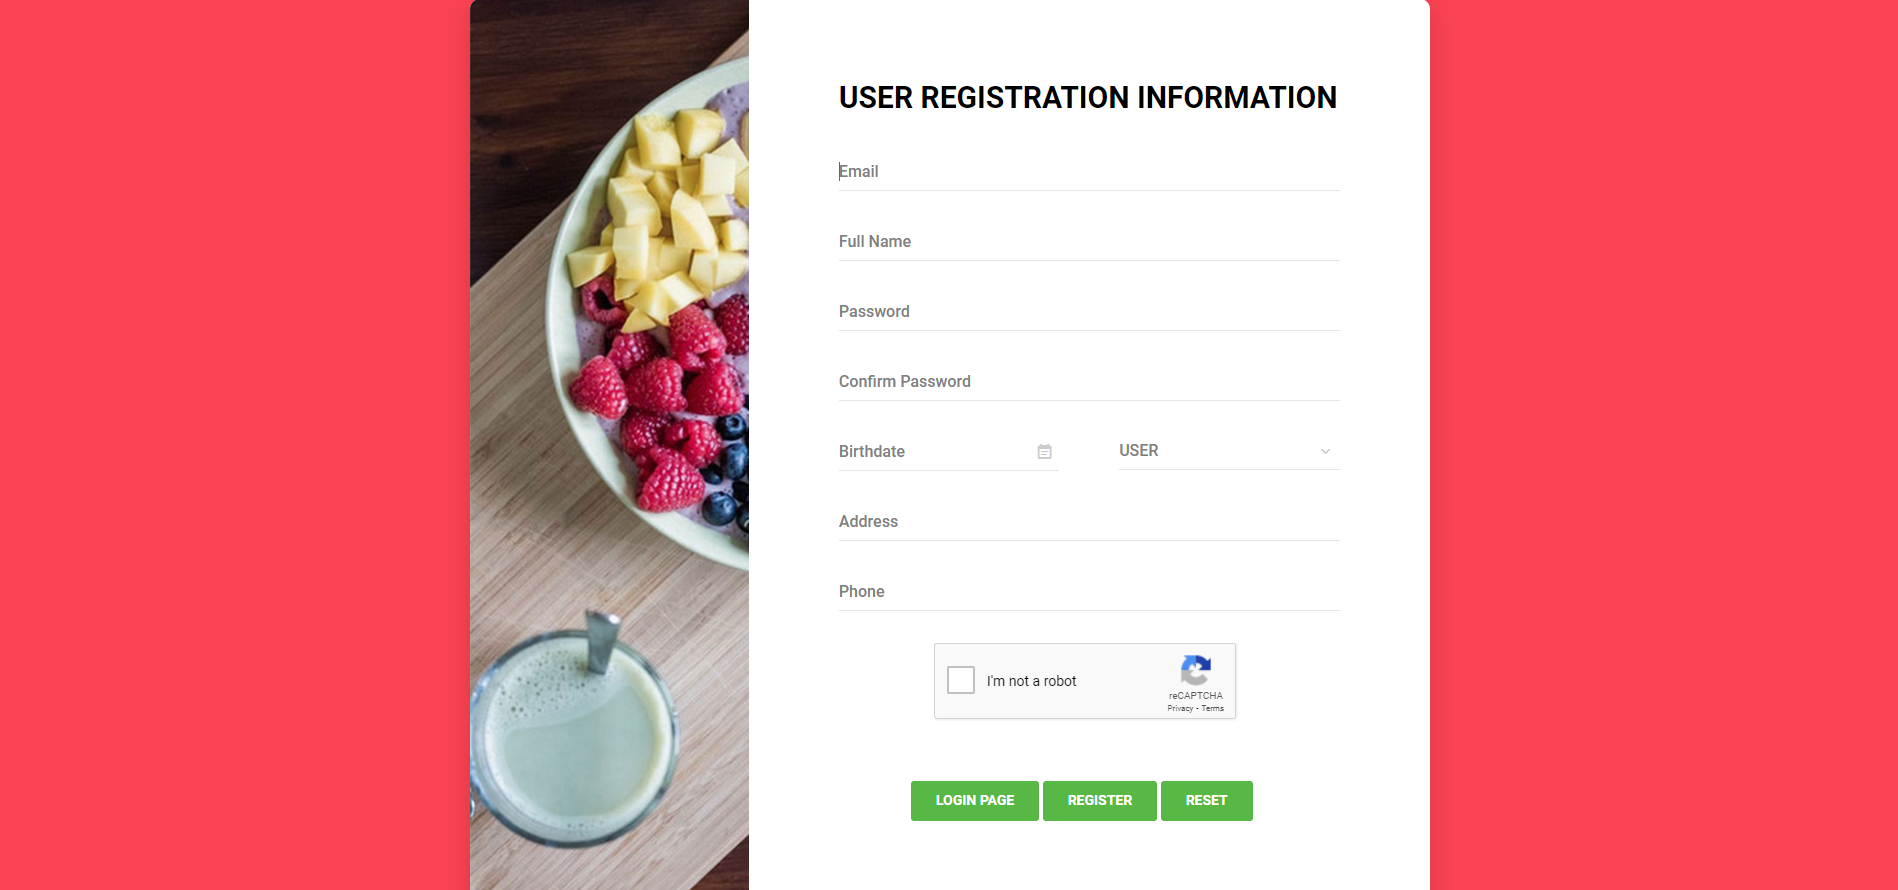 USER REGISTRATION INFORMATION
Email
Full Name
Password
Confirm Password
Birthdate USER
Address
Phone
I'm not a robot
reCAPTCHA
Privacy - Terms
LOGIN PAGE REGISTER RESET